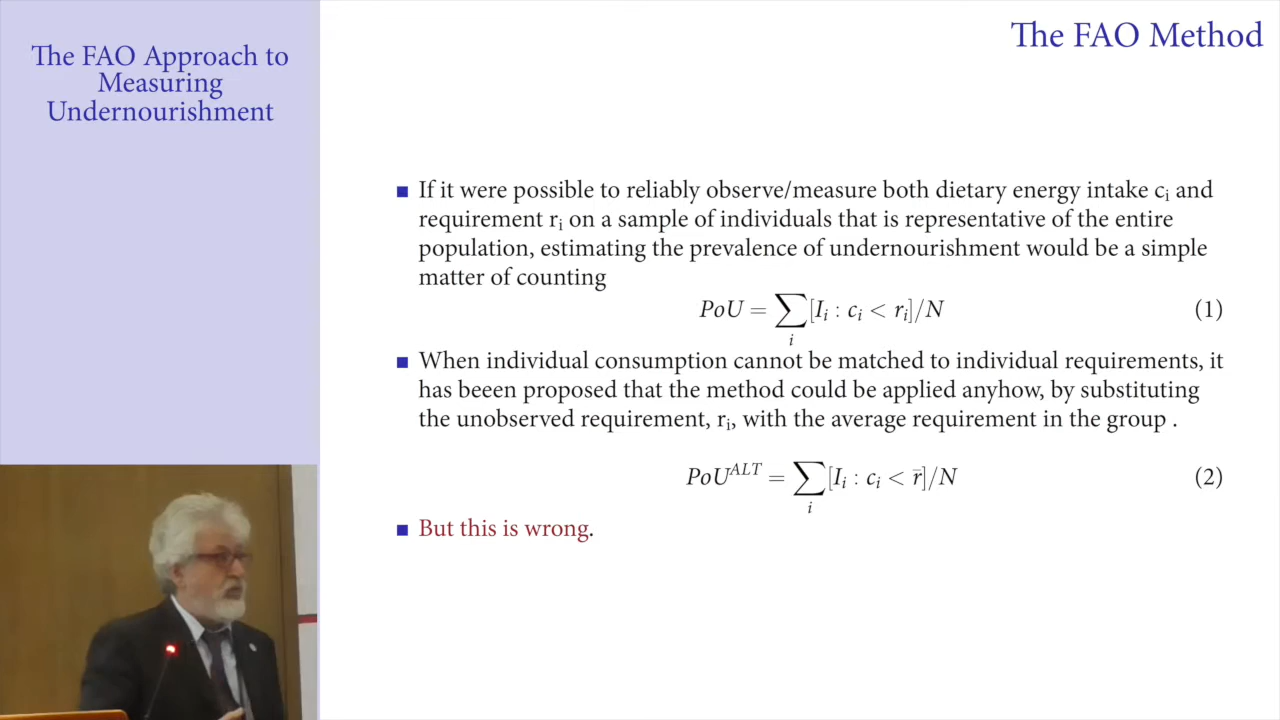 The FAO Approach to
Measuring
Undernourishment
The FAO Method
If it were possible to reliably observe/measure both dietary energy intake cᵢ and
requirement rᵢ on a sample of individuals that is representative of the entire
population, estimating the prevalence of undernourishment would be a simple
matter of counting
PoU = ∑ᵢ [Iᵢ : cᵢ < rᵢ]/N (1)
When individual consumption cannot be matched to individual requirements, it
has beeen proposed that the method could be applied anyhow, by substituting
the unobserved requirement, rᵢ, with the average requirement in the group .
PoUᴬᴸᵀ = ∑ᵢ [Iᵢ : cᵢ < r̄]/N (2)
But this is wrong.